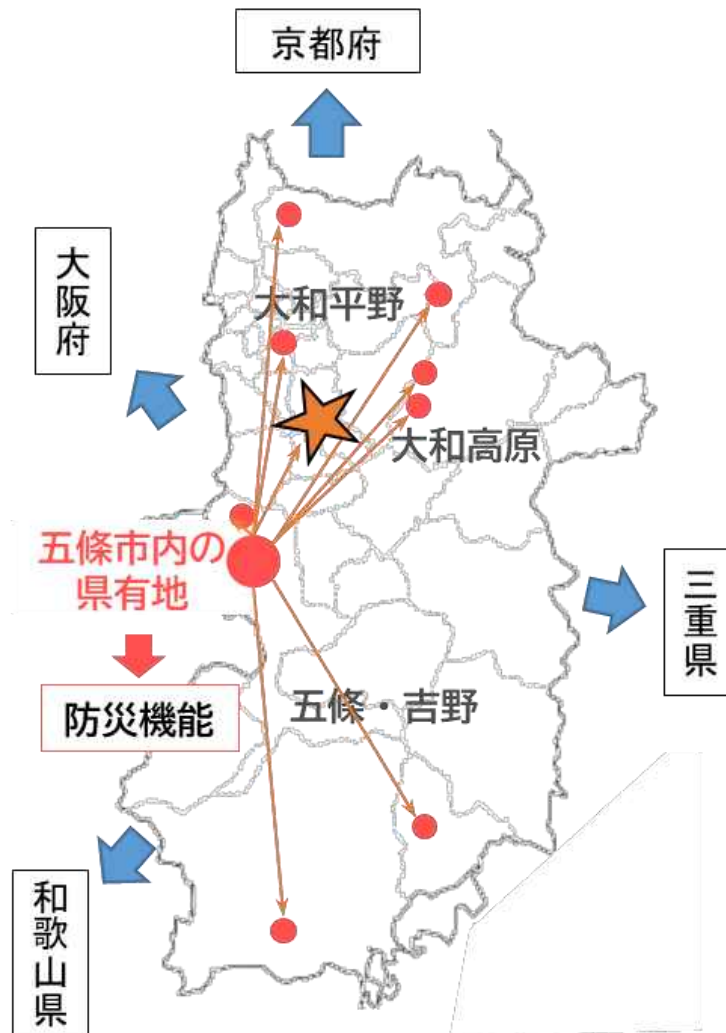 京都府
大阪府
大和平野
大和高原
五條市内の
県有地
三重県
防災機能
五條・吉野
和歌山県